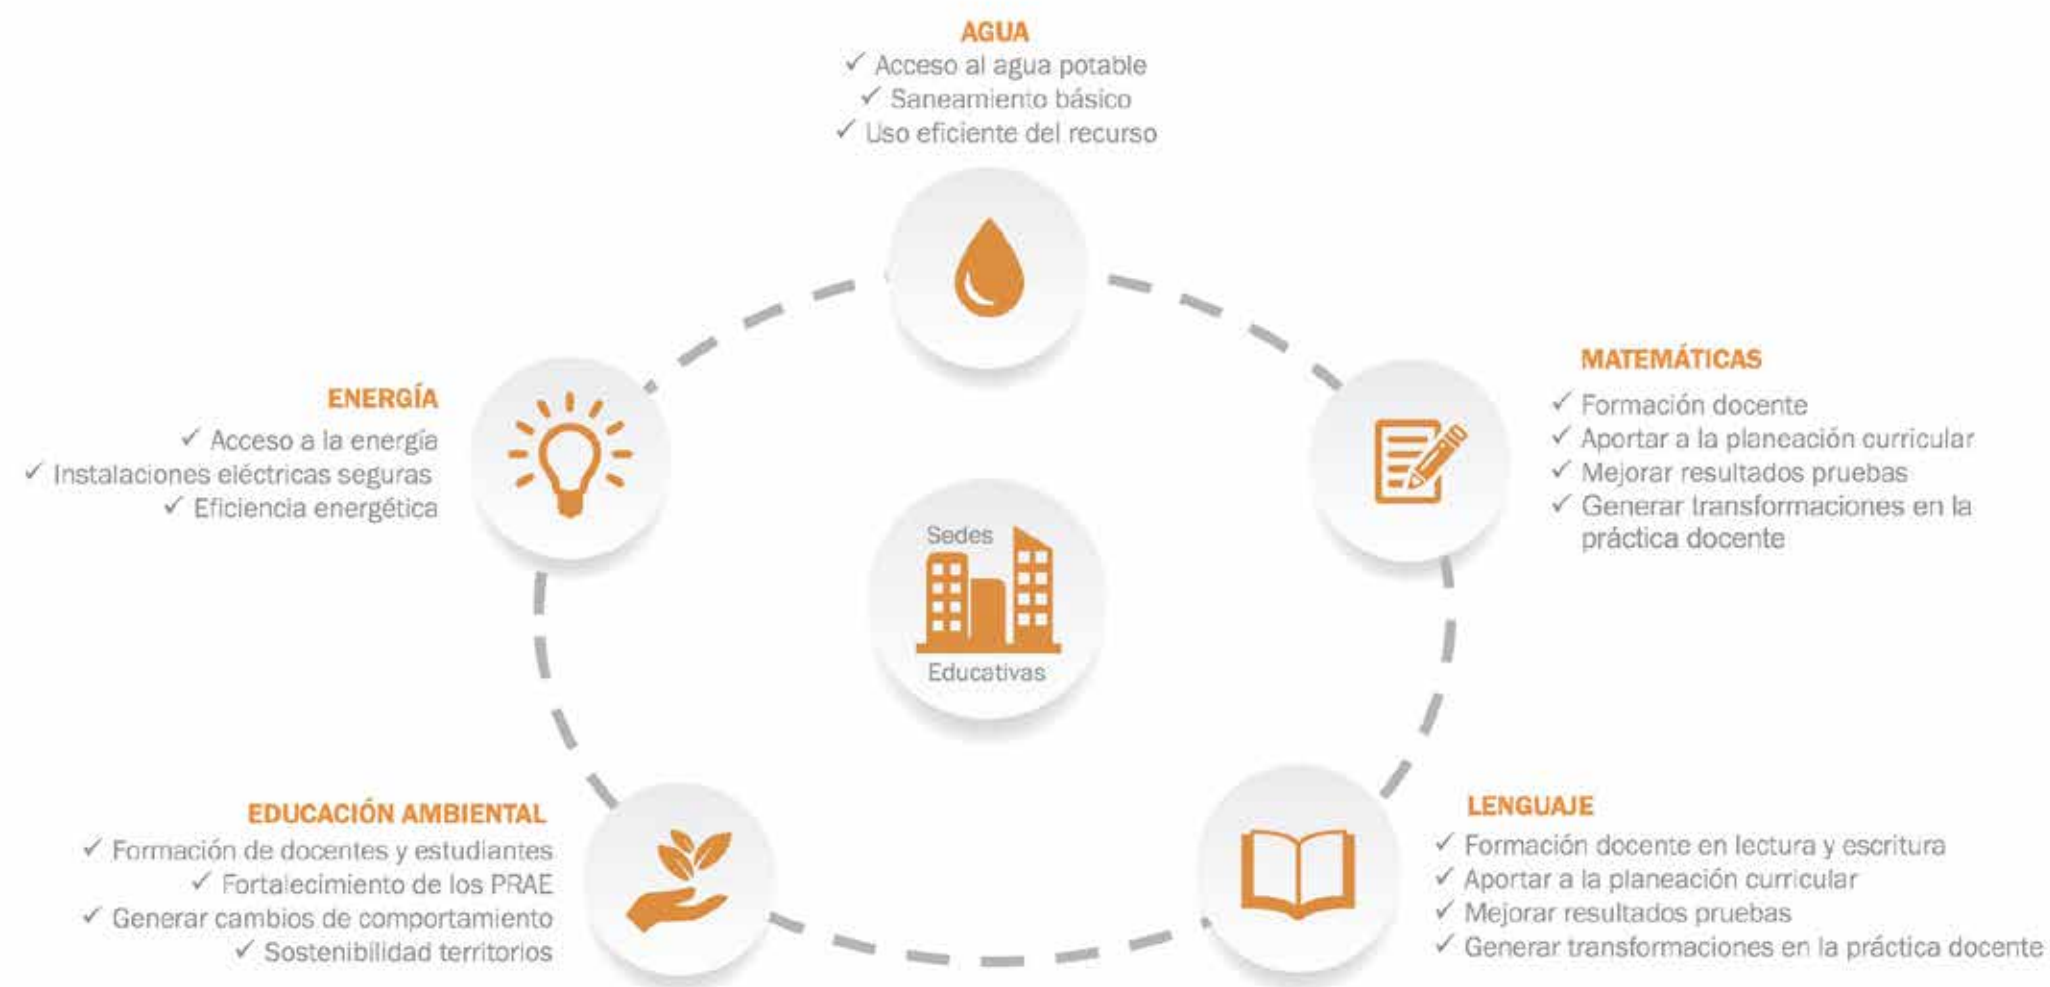 AGUA
✓ Acceso al agua potable
✓ Saneamiento básico
✓ Uso eficiente del recurso
MATEMÁTICAS
✓ Formación docente
✓ Aportar a la planeación curricular
✓ Mejorar resultados pruebas
✓ Generar transformaciones en la
práctica docente
ENERGÍA
✓ Acceso a la energía
✓ Instalaciones eléctricas seguras
✓ Eficiencia energética
Sedes
Educativas
EDUCACIÓN AMBIENTAL
✓ Formación de docentes y estudiantes
✓ Fortalecimiento de los PRAE
✓ Generar cambios de comportamiento
✓ Sostenibilidad territorios
LENGUAJE
✓ Formación docente en lectura y escritura
✓ Aportar a la planeación curricular
✓ Mejorar resultados pruebas
✓ Generar transformaciones en la práctica docente